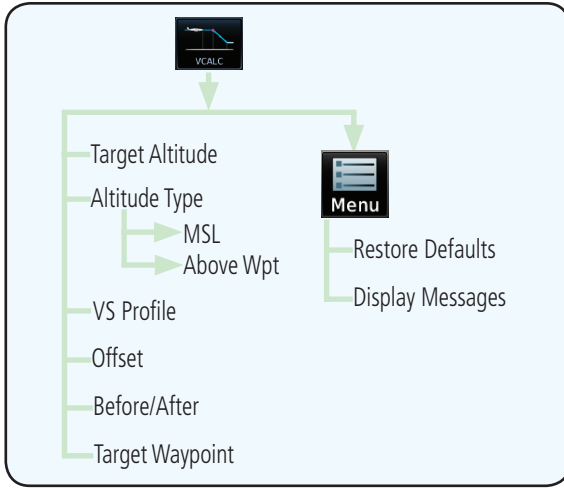 VCALC
Target Altitude
Altitude Type
MSL
Above Wpt
VS Profile
Offset
Before/After
Target Waypoint
Menu
Restore Defaults
Display Messages